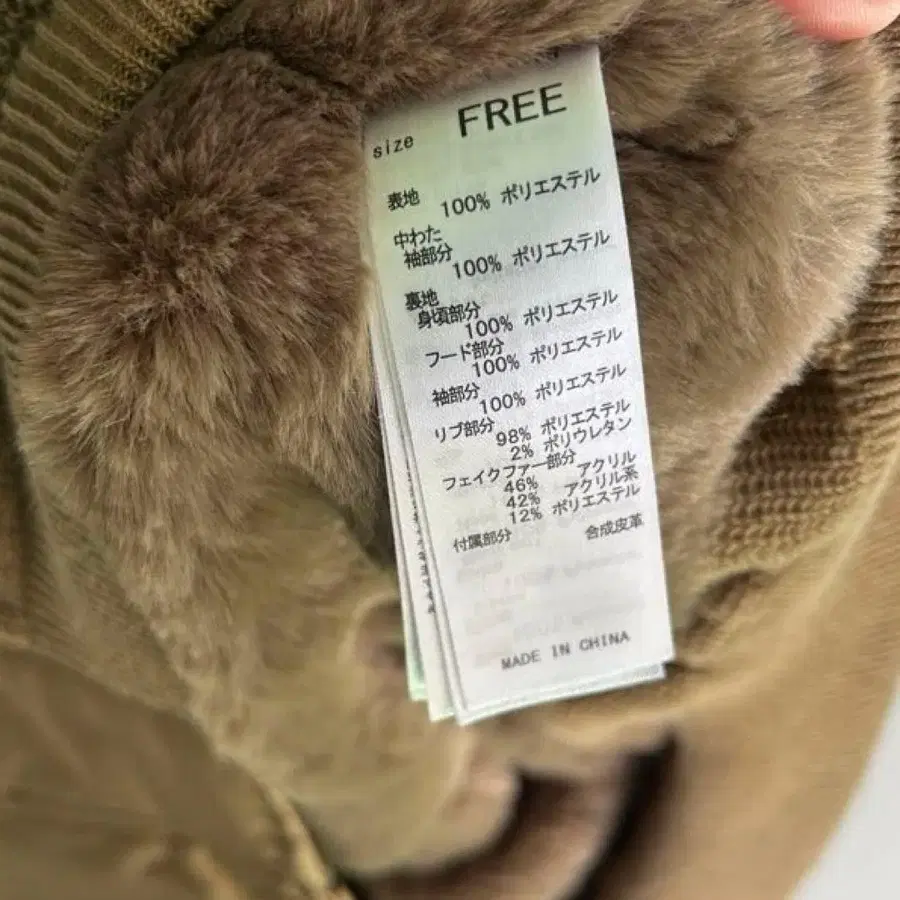 size FREE
表地
100% ポリエステル
中わた
袖部分
100% ポリエステル
裏地
身頃部分
100% ポリエステル
フード部分
100% ポリエステル
袖部分
100% ポリエステル
リブ部分
98% ポリエステル
2% ポリウレタン
フェイクファー部分
46% アクリル
42% アクリル系
12% ポリエステル
付属部分 合成皮革
MADE IN CHINA